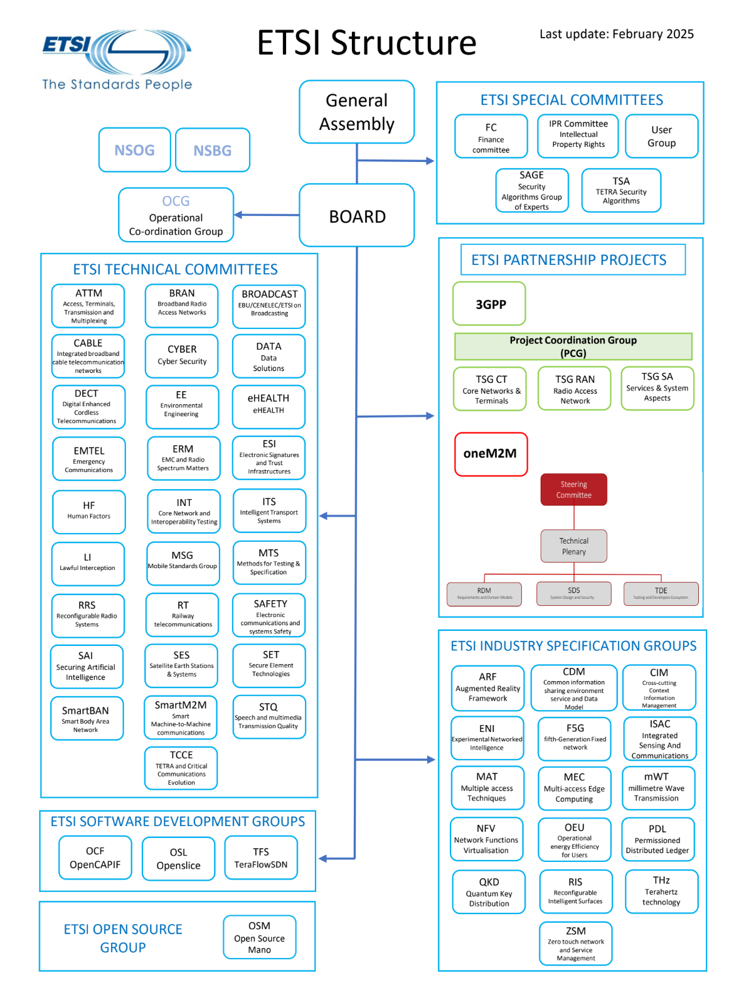 ETSI
The Standards People
ETSI Structure
Last update: February 2025
General
Assembly
NSOG
NSBG
OCG
Operational
Co-ordination Group
BOARD
ETSI SPECIAL COMMITTEES
FC
Finance
committee
IPR Committee
Intellectual
Property Rights
User
Group
SAGE
Security
Algorithms Group
of Experts
TSA
TETRA Security
Algorithms
ETSI TECHNICAL COMMITTEES
ATTM
Access, Terminals,
Transmission and
Multiplexing
BRAN
Broadband Radio
Access Networks
BROADCAST
EBU/CENELEC/ETSI on
Broadcasting
CABLE
Integrated broadband
cable telecommunication
networks
CYBER
Cyber Security
DATA
Data
Solutions
DECT
Digital Enhanced
Cordless
Telecommunications
EE
Environmental
Engineering
eHEALTH
eHEALTH
EMTEL
Emergency
Communications
ERM
EMC and Radio
Spectrum Matters
ESI
Electronic Signatures
and Trust
Infrastructures
HF
Human Factors
INT
Core Network and
Interoperability Testing
ITS
Intelligent Transport
Systems
LI
Lawful Interception
MSG
Mobile Standards Group
MTS
Methods for Testing &
Specification
RRS
Reconfigurable Radio
Systems
RT
Railway
telecommunications
SAFETY
Electronic
communications and
systems Safety
SAI
Securing Artificial
Intelligence
SES
Satellite Earth Stations
& Systems
SET
Secure Element
Technologies
SmartBAN
Smart Body Area
Network
SmartM2M
Smart
Machine-to-Machine
communications
STQ
Speech and multimedia
Transmission Quality
TCCE
TETRA and Critical
Communications
Evolution
ETSI SOFTWARE DEVELOPMENT GROUPS
OCF
OpenCAPIF
OSL
Openslice
TFS
TeraFlowSDN
ETSI OPEN SOURCE
GROUP
OSM
Open Source
Mano
ETSI PARTNERSHIP PROJECTS
3GPP
Project Coordination Group
(PCG)
TSG CT
Core Networks &
Terminals
TSG RAN
Radio Access
Network
TSG SA
Services & System
Aspects
oneM2M
Steering
Committee
Technical
Plenary
RDM
Requirements and Domain Models
SDS
System Design and Security
TDE
Testing and Developers Ecosystem
ETSI INDUSTRY SPECIFICATION GROUPS
ARF
Augmented Reality
Framework
CDM
Common information
sharing environment
service and Data
Model
CIM
Cross-cutting
Context
Information
Management
ENI
Experimental Networked
Intelligence
F5G
fifth-Generation Fixed
network
ISAC
Integrated
Sensing And
Communications
MAT
Multiple access
Techniques
MEC
Multi-access Edge
Computing
mWT
millimetre Wave
Transmission
NFV
Network Functions
Virtualisation
OEU
Operational
energy Efficiency
for Users
PDL
Permissioned
Distributed Ledger
QKD
Quantum Key
Distribution
RIS
Reconfigurable
Intelligent Surfaces
THz
Terahertz
technology
ZSM
Zero touch network
and Service
Management